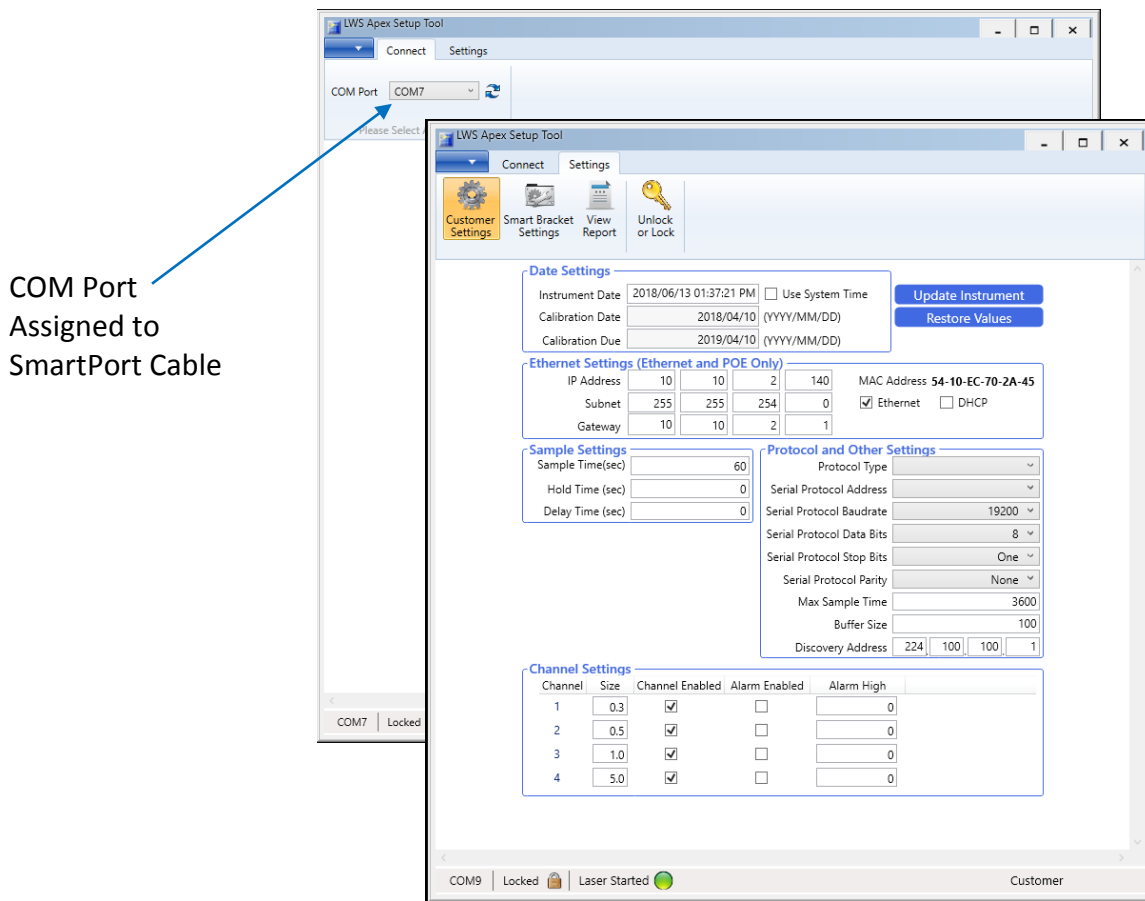 LWS Apex Setup Tool
Connect Settings
COM Port COM7
Please Select
COM7 Locked
COM Port
Assigned to
SmartPort Cable
LWS Apex Setup Tool
Connect Settings
Customer Settings Smart Bracket Settings View Report Unlock or Lock
Date Settings
Instrument Date 2018/06/13 01:37:21 PM Use System Time Update Instrument
Calibration Date 2018/04/10 (YYYY/MM/DD) Restore Values
Calibration Due 2019/04/10 (YYYY/MM/DD)
Ethernet Settings (Ethernet and POE Only)
IP Address 10 10 2 140 MAC Address 54-10-EC-70-2A-45
Subnet 255 255 254 0 Ethernet DHCP
Gateway 10 10 2 1
Sample Settings
Sample Time(sec) 60
Hold Time (sec) 0
Delay Time (sec) 0
Protocol and Other Settings
Protocol Type
Serial Protocol Address
Serial Protocol Baudrate 19200
Serial Protocol Data Bits 8
Serial Protocol Stop Bits One
Serial Protocol Parity None
Max Sample Time 3600
Buffer Size 100
Discovery Address 224 . 100 . 100 . 1
Channel Settings
Channel Size Channel Enabled Alarm Enabled Alarm High
1 0.3 0
2 0.5 0
3 1.0 0
4 5.0 0
COM9 Locked Laser Started Customer